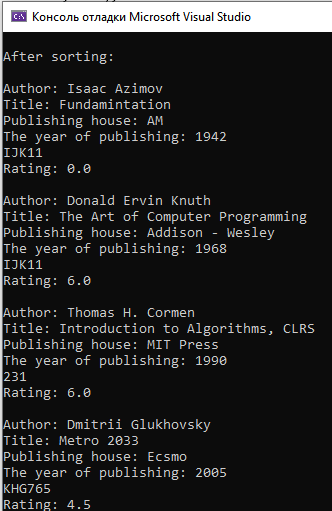 Консоль отладки Microsoft Visual Studio
After sorting:
Author: Isaac Azimov
Title: Fundamintation
Publishing house: AM
The year of publishing: 1942
IJK11
Rating: 0.0
Author: Donald Ervin Knuth
Title: The Art of Computer Programming
Publishing house: Addison - Wesley
The year of publishing: 1968
IJK11
Rating: 6.0
Author: Thomas H. Cormen
Title: Introduction to Algorithms, CLRS
Publishing house: MIT Press
The year of publishing: 1990
231
Rating: 6.0
Author: Dmitrii Glukhovsky
Title: Metro 2033
Publishing house: Ecsmo
The year of publishing: 2005
KHG765
Rating: 4.5